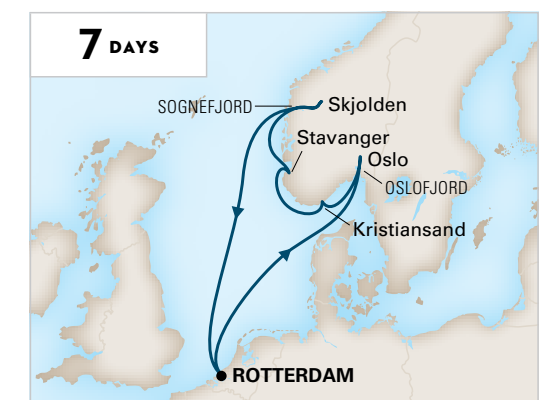 7 DAYS
SOGNEFJORD
Skjolden
Stavanger
Oslo
OSLOFJORD
Kristiansand
ROTTERDAM